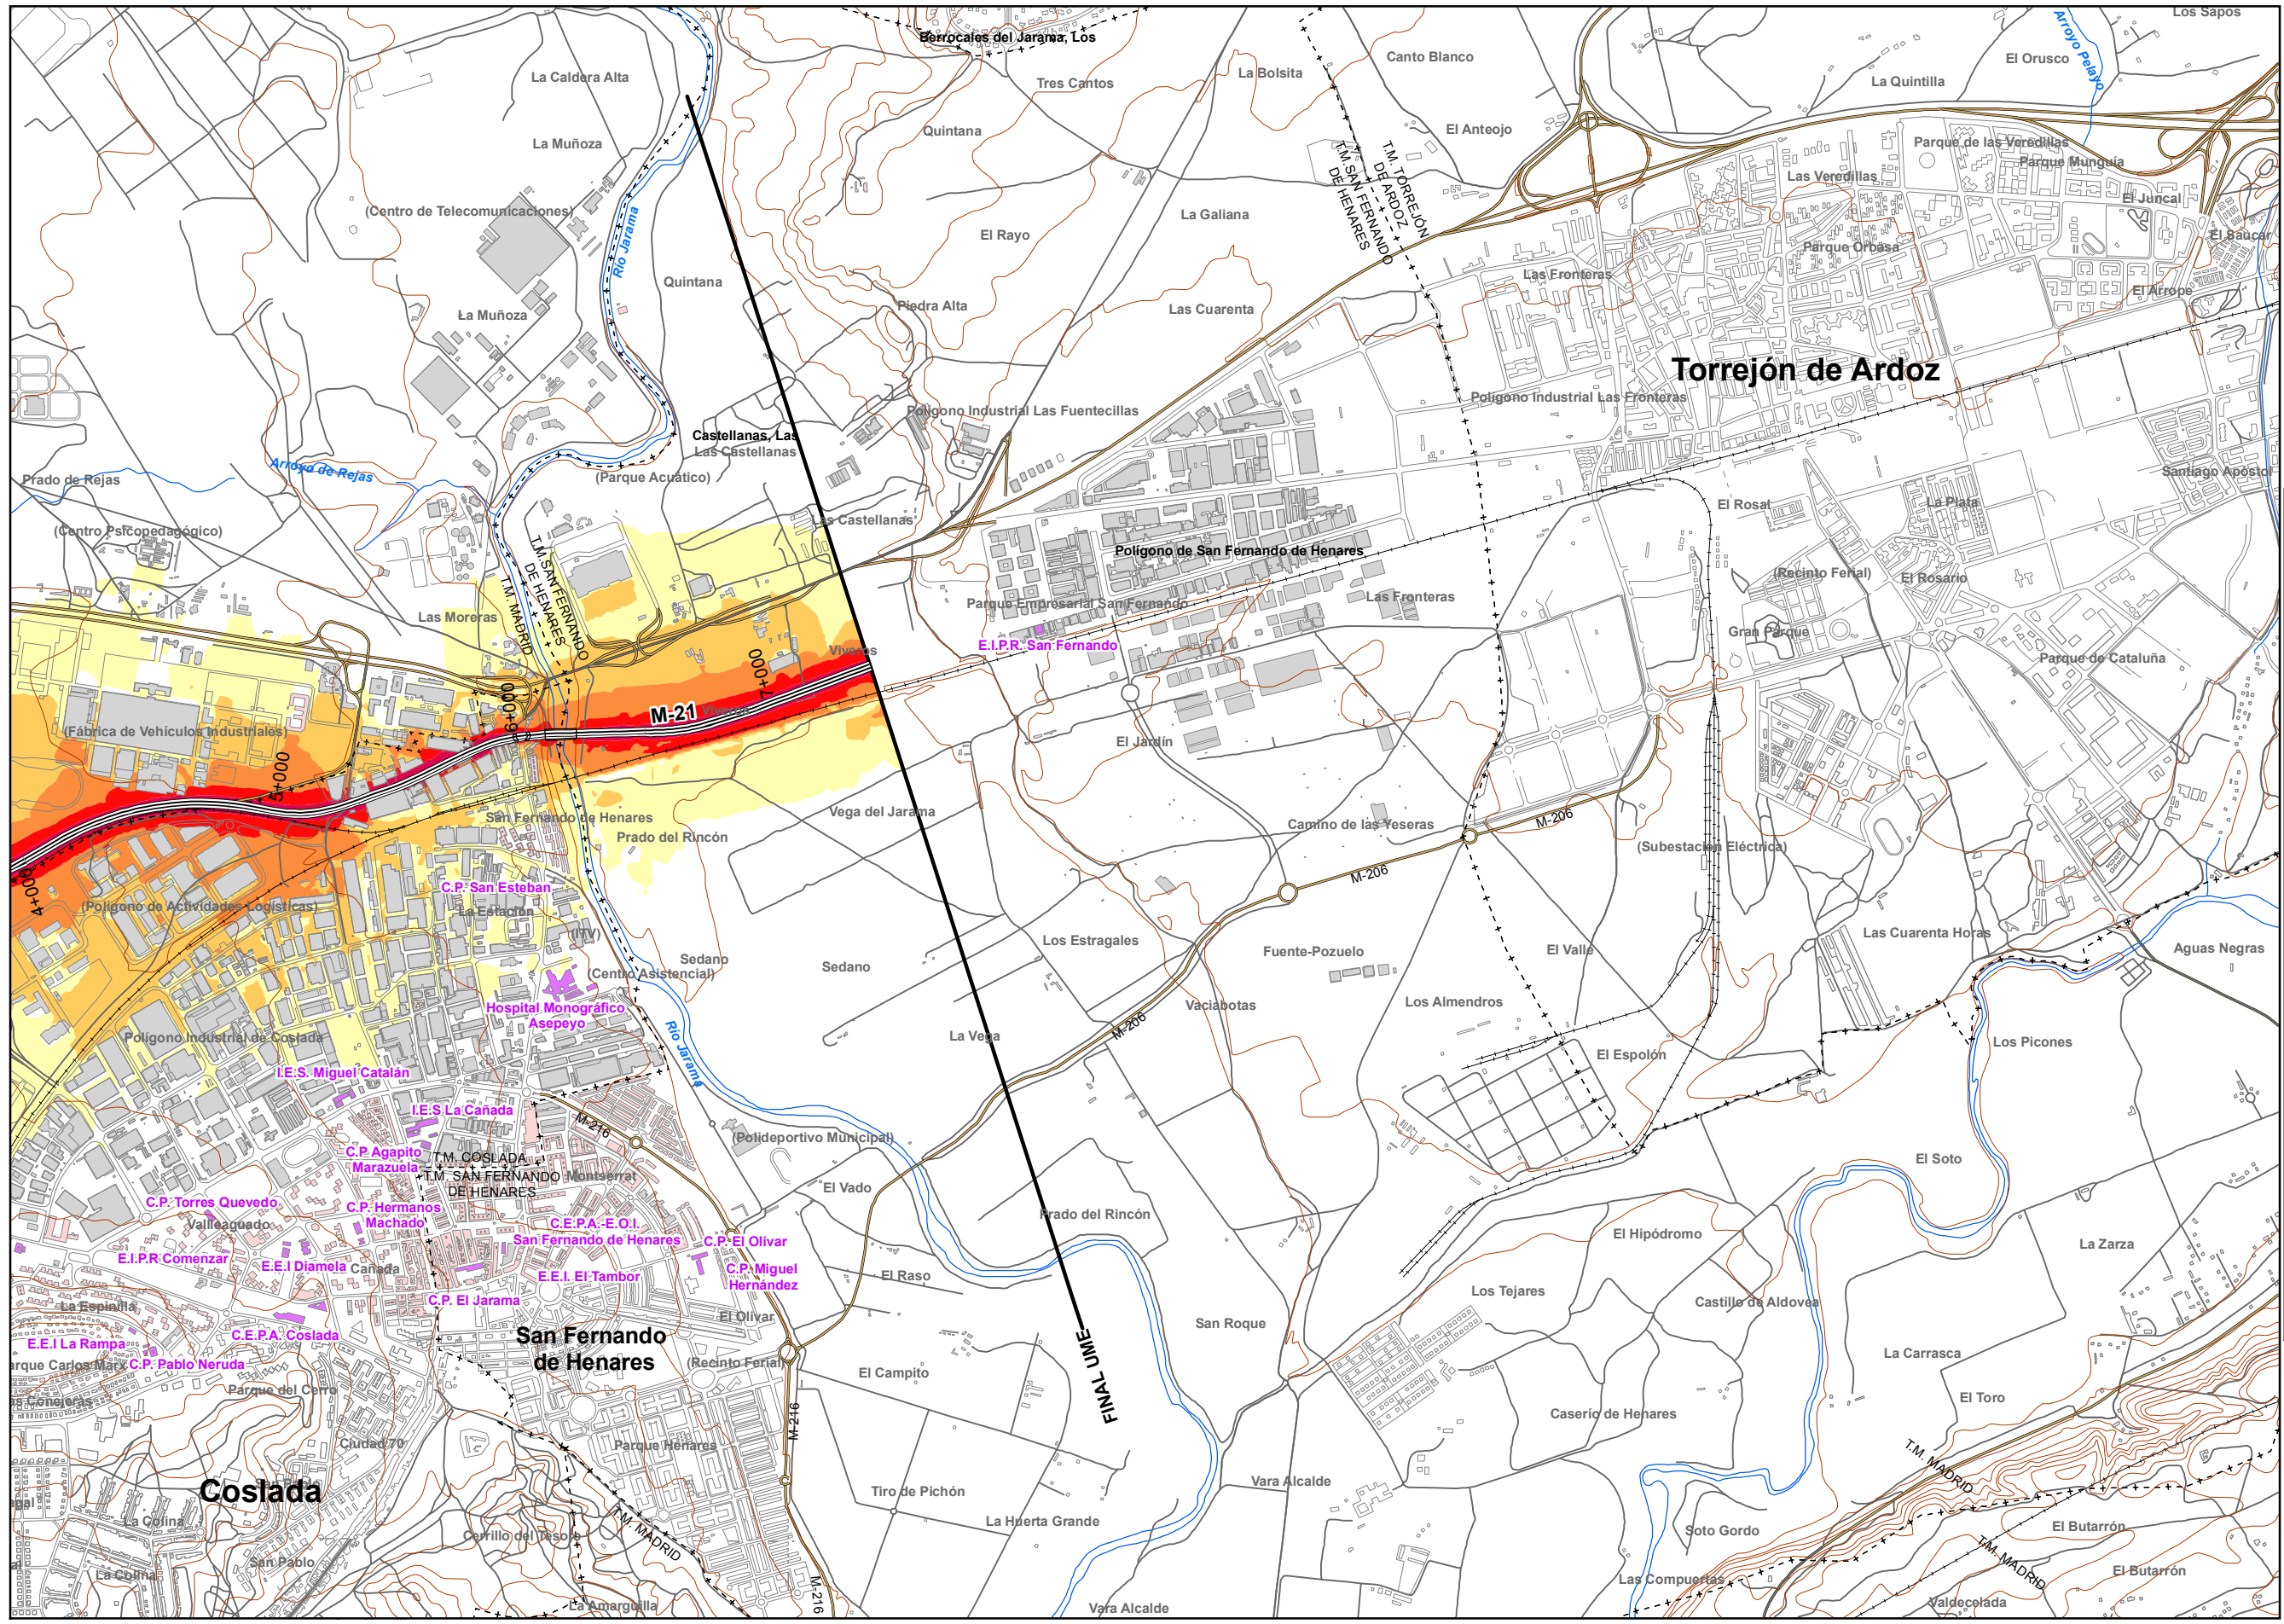 Los Sapos
Berrocales del Jarama, Los
Arroyo Pelayo
La Caldera Alta
Tres Cantos
La Bolsita
Canto Blanco
El Orusco
La Quintilla
La Muñoza
Quintana
El Anteojo
Parque de las Veredillas
Parque Munguía
Las Veredillas
T.M. TORREJÓN
DE ARDOZ
T.M. SAN FERNANDO
DE HENARES
(Centro de Telecomunicaciones)
Río Jarama
La Galiana
El Juncal
El Rayo
El Saucar
Parque Orbasa
Quintana
Las Fronteras
El Arrope
La Muñoza
Piedra Alta
Las Cuarenta
Torrejón de Ardoz
Polígono Industrial Las Fuentecillas
Polígono Industrial Las Fronteras
Castellanas, Las
Las Castellanas
Arroyo de Rejas
Prado de Rejas
(Parque Acuático)
Santiago Apóstol
El Rosal
La Plata
(Centro Psicopedagógico)
Las Castellanas
T.M. SAN FERNANDO
DE HENARES
T.M. MADRID
Polígono de San Fernando de Henares
(Recinto Ferial)
El Rosario
Las Moreras
Parque Empresarial San Fernando
Las Fronteras
E.I.P.R. San Fernando
Gran Parque
Viveros
Parque de Cataluña
7+000
6+000
M-21
Viveros
(Fábrica de Vehículos Industriales)
El Jardín
5+000
San Fernando de Henares
Vega del Jarama
Prado del Rincón
Camino de las Yeseras
M-206
(Subestación Eléctrica)
4+000
C.P. San Esteban
M-206
(Polígono de Actividades Logísticas)
La Estación
(ITV)
Los Estragales
Fuente-Pozuelo
El Valle
Las Cuarenta Horas
Aguas Negras
Sedano
(Centro Asistencial)
Sedano
Hospital Monográfico
Asepeyo
Los Almendros
Vaciabotas
M-206
Polígono Industrial de Coslada
La Vega
Río Jarama
El Espolón
Los Picones
I.E.S. Miguel Catalán
I.E.S La Cañada
M-216
(Polideportivo Municipal)
C.P. Agapito
Marazuela
T.M. COSLADA
T.M. SAN FERNANDO
DE HENARES
Montserrat
El Soto
El Vado
C.P. Torres Quevedo
Valleaguado
C.P. Hermanos
Machado
C.E.P.A.-E.O.I.
San Fernando de Henares
Prado del Rincón
El Hipódromo
C.P. El Olivar
La Zarza
E.I.P.R Comenzar
E.E.I Diamela
Cañada
E.E.I. El Tambor
C.P. Miguel
Hernández
El Raso
C.P. El Jarama
Los Tejares
Castillo de Aldovea
La Espinilla
El Olivar
San Roque
E.E.I La Rampa
C.E.P.A. Coslada
San Fernando
de Henares
FINAL UME
La Carrasca
arque Carlos Marx
C.P. Pablo Neruda
(Recinto Ferial)
El Campito
Parque del Cerro
as Conejeras
El Toro
Caserío de Henares
Ciudad 70
Parque Henares
M-216
T.M. MADRID
Coslada
Tiro de Pichón
Vara Alcalde
La Colina
Cerrillo del Tesoro
T.M. MADRID
La Huerta Grande
Soto Gordo
El Butarrón
San Pablo
T.M. MADRID
La Colina
Las Compuertas
El Butarrón
M-216
La Amarguilla
Vara Alcalde
Valdecelada